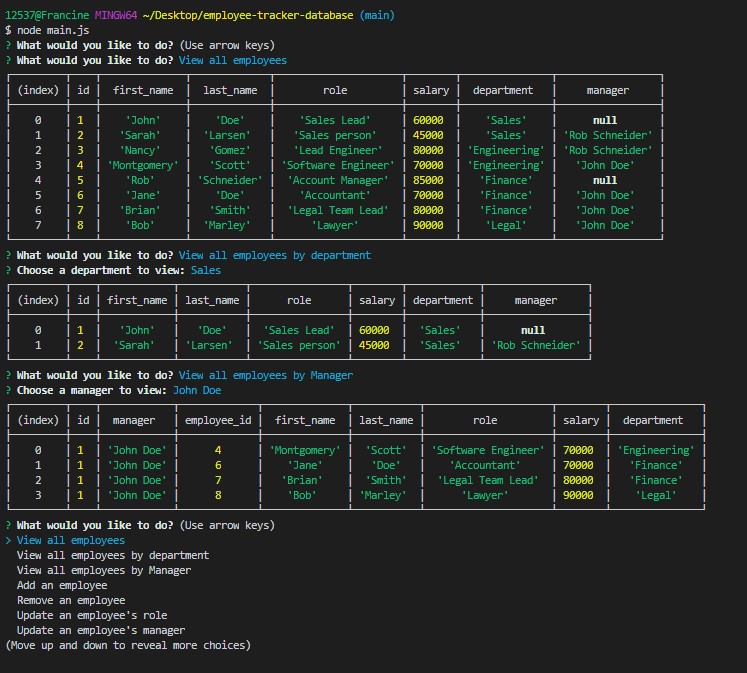 12537@Francine MINGW64 ~/Desktop/employee-tracker-database (main)
$ node main.js
? What would you like to do? (Use arrow keys)
? What would you like to do? View all employees
(index) id first_name last_name role salary department manager
0 1 'John' 'Doe' 'Sales Lead' 60000 'Sales' null
1 2 'Sarah' 'Larsen' 'Sales person' 45000 'Sales' 'Rob Schneider'
2 3 'Nancy' 'Gomez' 'Lead Engineer' 80000 'Engineering' 'Rob Schneider'
3 4 'Montgomery' 'Scott' 'Software Engineer' 70000 'Engineering' 'John Doe'
4 5 'Rob' 'Schneider' 'Account Manager' 85000 'Finance' null
5 6 'Jane' 'Doe' 'Accountant' 70000 'Finance' 'John Doe'
6 7 'Brian' 'Smith' 'Legal Team Lead' 80000 'Finance' 'John Doe'
7 8 'Bob' 'Marley' 'Lawyer' 90000 'Legal' 'John Doe'
? What would you like to do? View all employees by department
? Choose a department to view: Sales
(index) id first_name last_name role salary department manager
0 1 'John' 'Doe' 'Sales Lead' 60000 'Sales' null
1 2 'Sarah' 'Larsen' 'Sales person' 45000 'Sales' 'Rob Schneider'
? What would you like to do? View all employees by Manager
? Choose a manager to view: John Doe
(index) id manager employee_id first_name last_name role salary department
0 1 'John Doe' 4 'Montgomery' 'Scott' 'Software Engineer' 70000 'Engineering'
1 1 'John Doe' 6 'Jane' 'Doe' 'Accountant' 70000 'Finance'
2 1 'John Doe' 7 'Brian' 'Smith' 'Legal Team Lead' 80000 'Finance'
3 1 'John Doe' 8 'Bob' 'Marley' 'Lawyer' 90000 'Legal'
? What would you like to do? (Use arrow keys)
> View all employees
View all employees by department
View all employees by Manager
Add an employee
Remove an employee
Update an employee's role
Update an employee's manager
(Move up and down to reveal more choices)